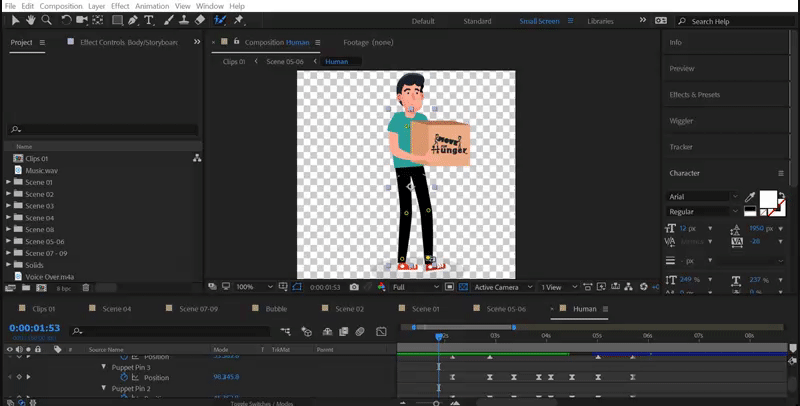 File Edit Composition Layer Effect Animation View Window Help
Default Standard Small Screen Libraries Search Help
Project Effect Controls Body/Storyboard Composition Human Footage (none) Info
Clips 01 Scene 05-06 Human
Preview
Effects & Presets
Wiggler
Tracker
Character
MOVE
Hunger
Name
Clips 01
Music.wav
Scene 01
Scene 02
Scene 03
Scene 04
Scene 08
Scene 05-06
Scene 07 - 09
Solids
Voice Over.m4a
Arial
Regular
12 px 1950 px
Metrics -28
- px
249 % 237 %
8 bpc 100% 0:00:01:53 Full Active Camera 1 View +0
Clips 01 Scene 04 Scene 07-09 Bubble Scene 02 Scene 01 Scene 05-06 Human
0:00:01:53
02s 03s 04s 05s 06s 07s 08s
# Source Name Mode T TrkMat Parent
Position
Puppet Pin 3
Position
Puppet Pin 2
Toggle Switches / Modes